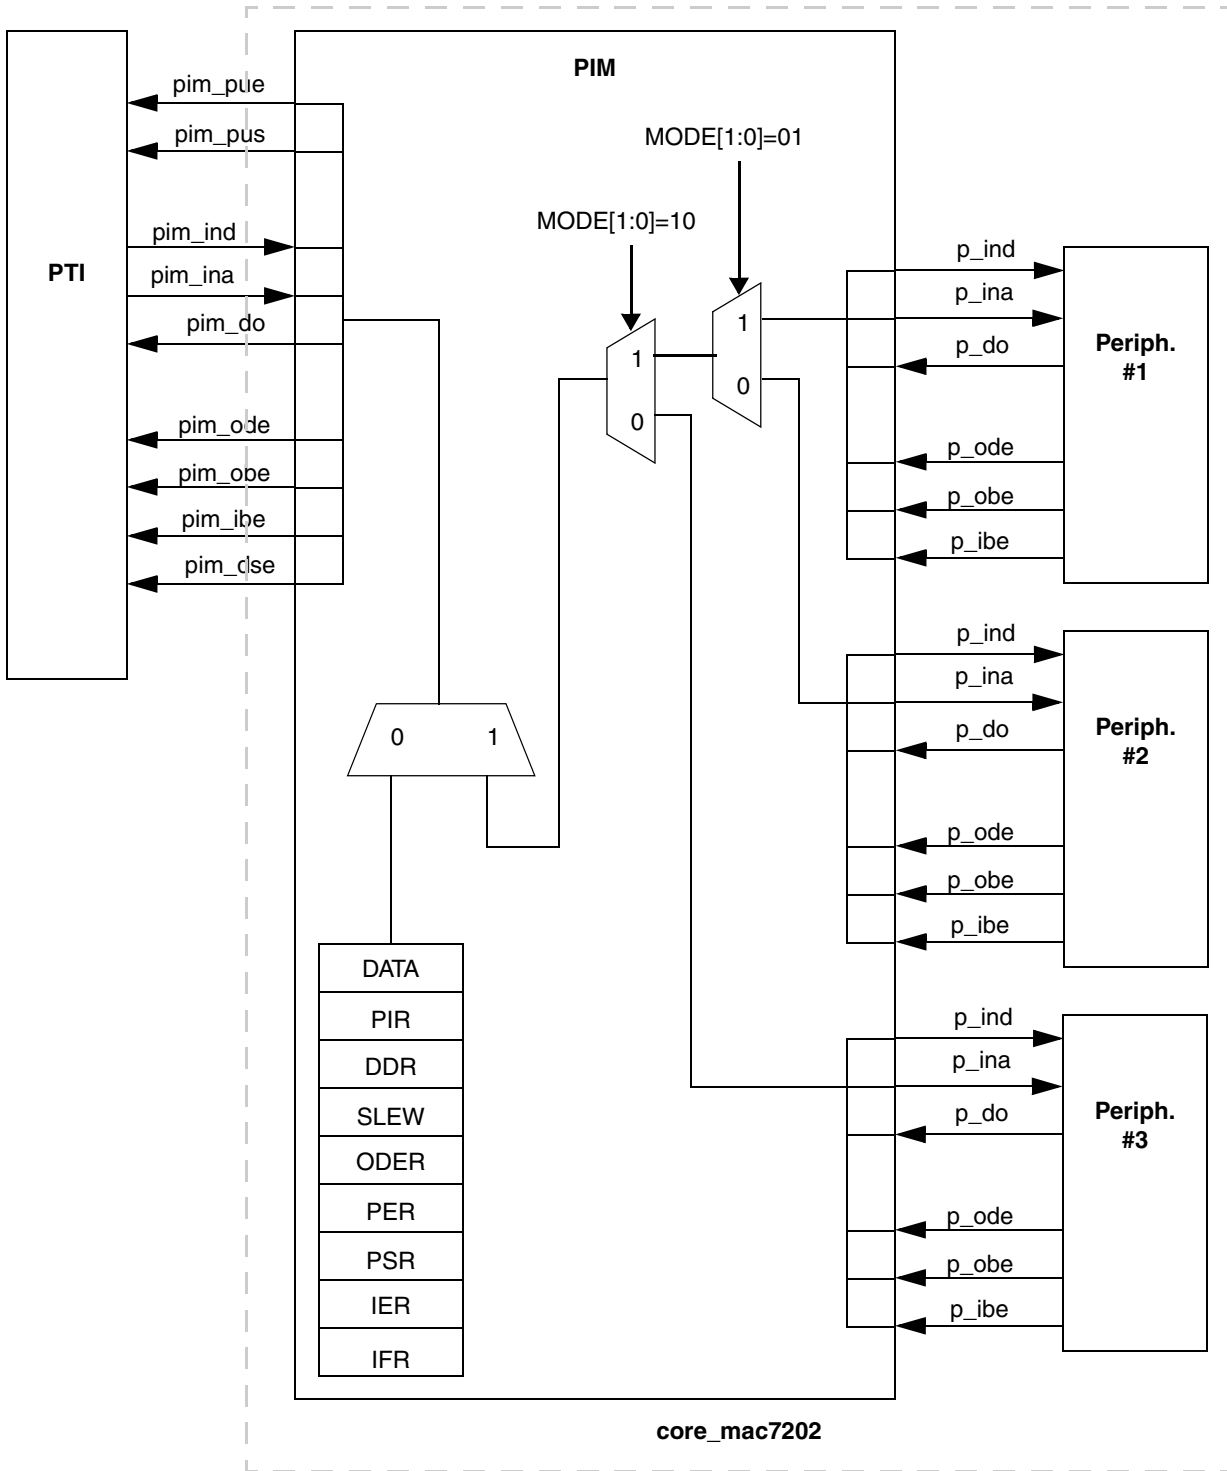 PIM
pim_pue
pim_pus
pim_ind
pim_ina
pim_do
pim_ode
pim_obe
pim_ibe
pim_dse
PTI
MODE[1:0]=01
MODE[1:0]=10
1
0
1
0
0
1
DATA
PIR
DDR
SLEW
ODER
PER
PSR
IER
IFR
p_ind
p_ina
p_do
p_ode
p_obe
p_ibe
Periph.
#1
p_ind
p_ina
p_do
p_ode
p_obe
p_ibe
Periph.
#2
p_ind
p_ina
p_do
p_ode
p_obe
p_ibe
Periph.
#3
core_mac7202